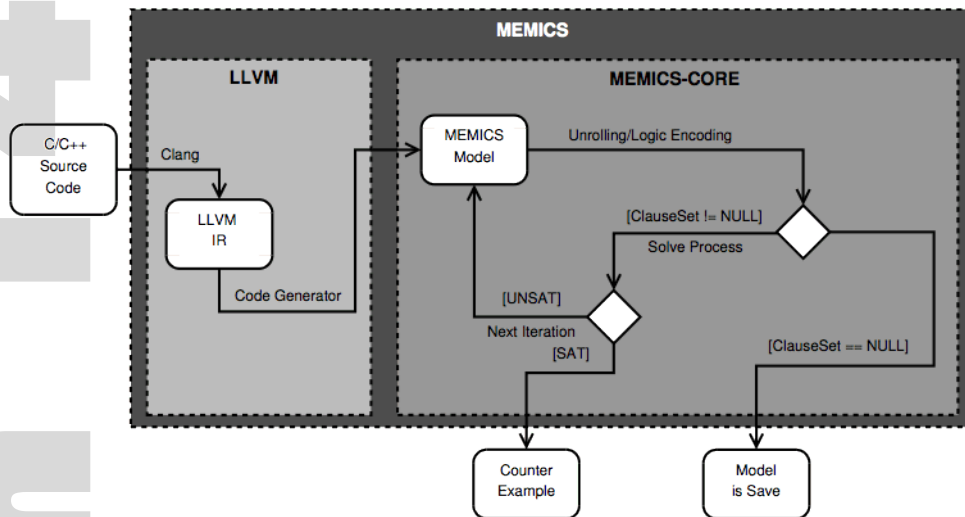 MEMICS
LLVM
MEMICS-CORE
C/C++
Source
Code
Clang
LLVM
IR
Code Generator
MEMICS
Model
Unrolling/Logic Encoding
[ClauseSet != NULL]
Solve Process
[UNSAT]
Next Iteration
[SAT]
[ClauseSet == NULL]
Counter
Example
Model
is Save